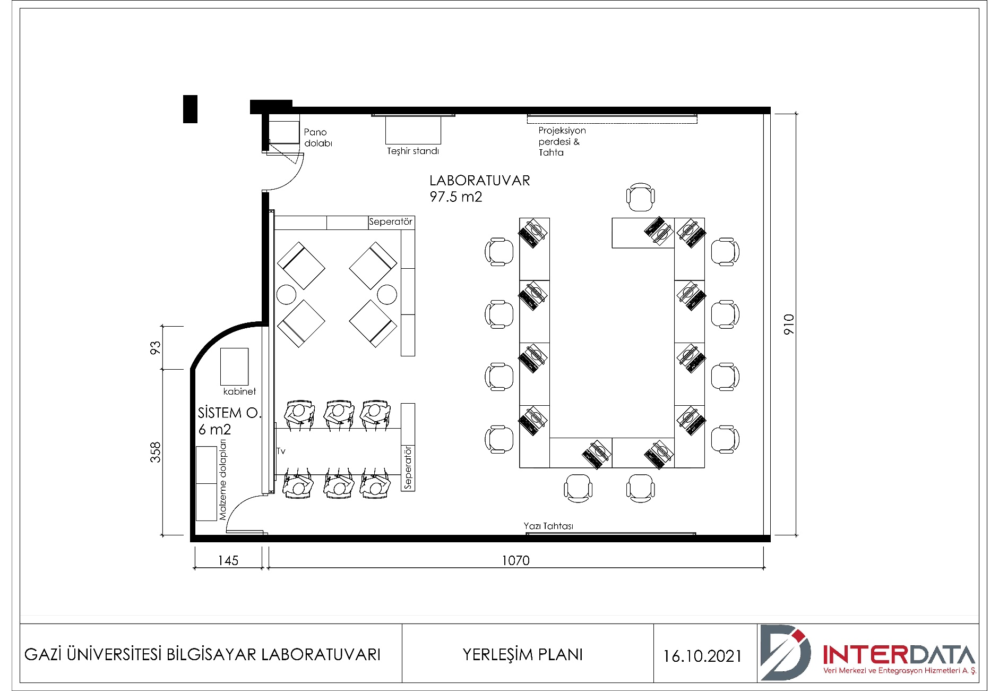 Pano
dolabı
Teşhir standı
Projeksiyon
perdesi &
Tahta
LABORATUVAR
97.5 m2
Seperatör
910
93
kabinet
SİSTEM O.
6 m2
358
Malzeme dolapları
Tv
Seperatör
Yazı Tahtası
145
1070
GAZİ ÜNİVERSİTESİ BİLGİSAYAR LABORATUVARI
YERLEŞİM PLANI
16.10.2021
INTERDATA
Veri Merkezi ve Entegrasyon Hizmetleri A. Ş.